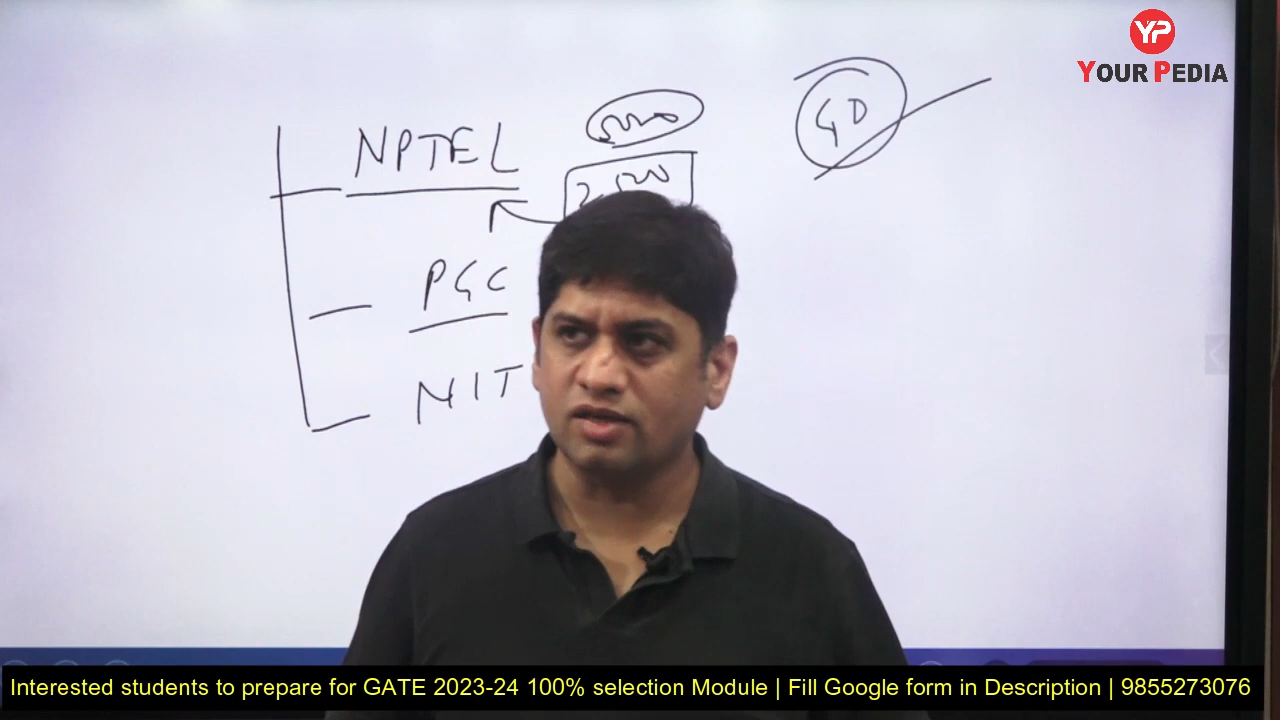 YP
YOUR PEDIA
NPTEL
GD
PGC
NIT
Interested students to prepare for GATE 2023-24 100% selection Module | Fill Google form in Description | 9855273076